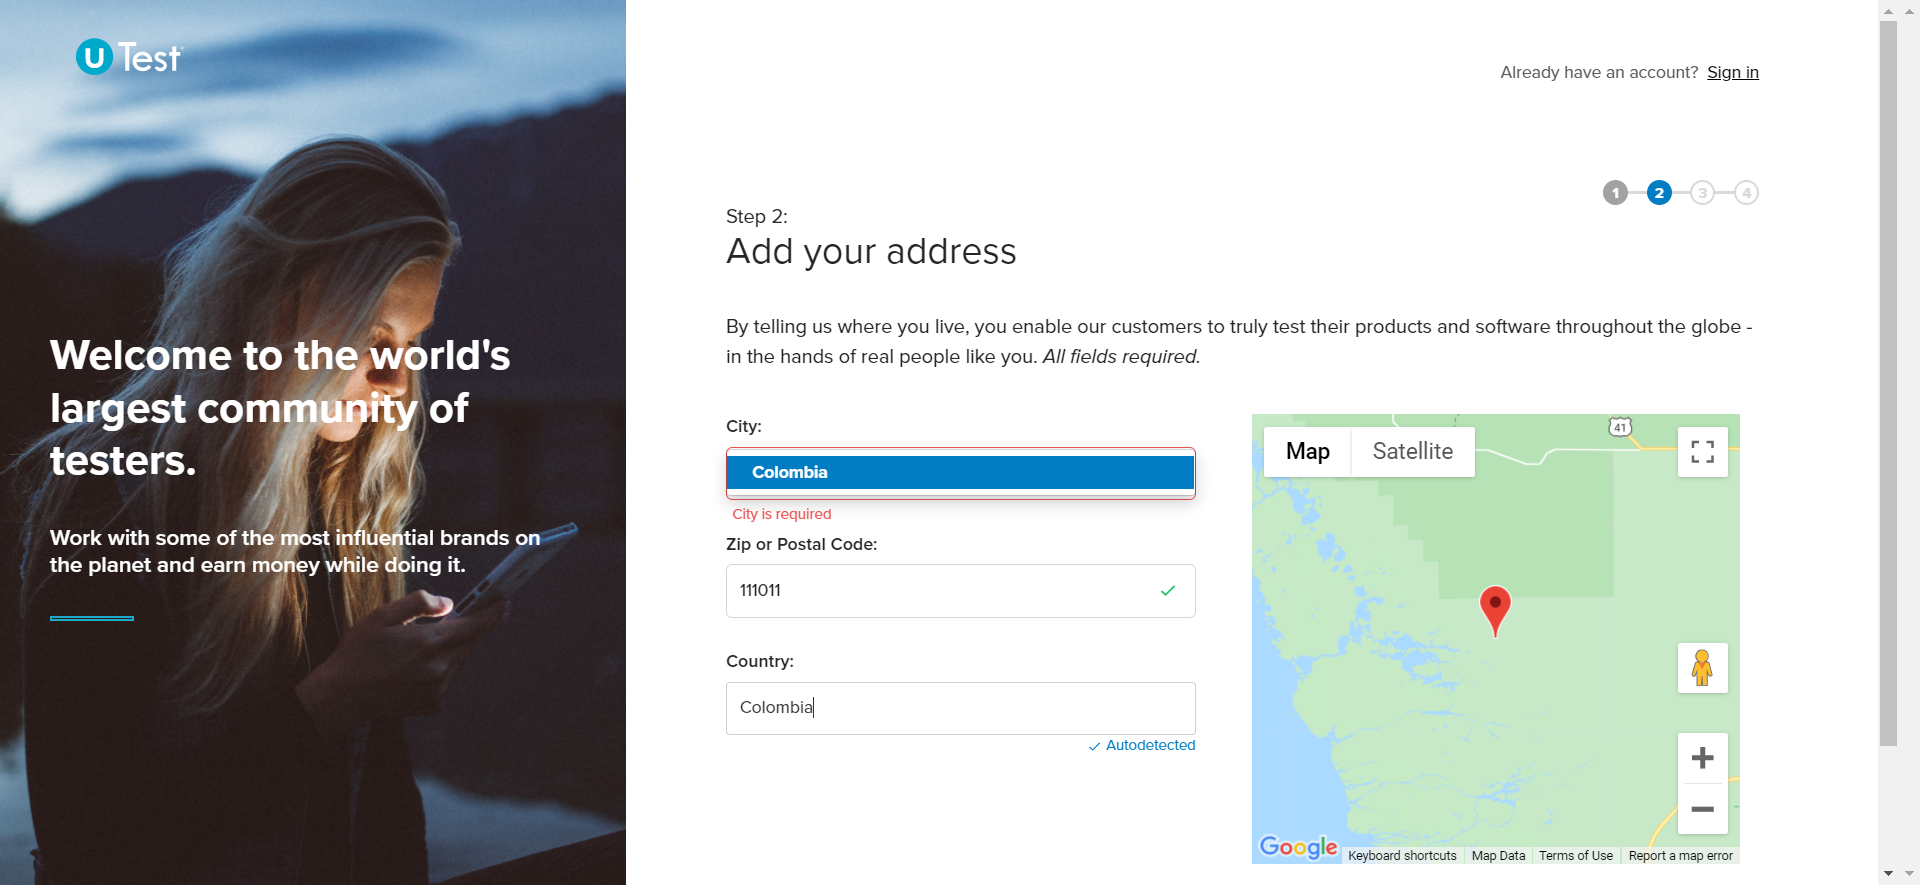 U Test
Welcome to the world's
largest community of
testers.
Work with some of the most influential brands on
the planet and earn money while doing it.
Already have an account? Sign in
1 2 3 4
Step 2:
Add your address
By telling us where you live, you enable our customers to truly test their products and software throughout the globe -
in the hands of real people like you. All fields required.
City:
Colombia
City is required
Zip or Postal Code:
111011
Country:
Colombia
Autodetected
Map Satellite
41
Google
Keyboard shortcuts Map Data Terms of Use Report a map error